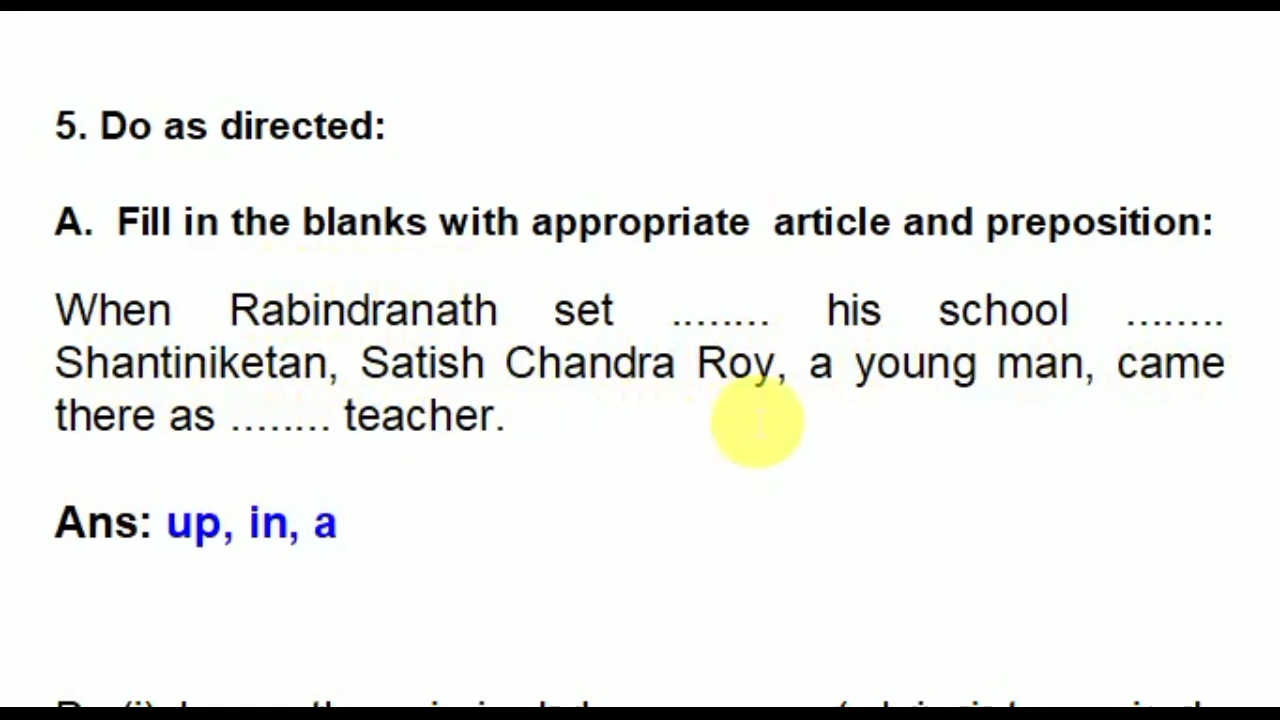 5. Do as directed:
A. Fill in the blanks with appropriate article and preposition:
When Rabindranath set ........ his school ........
Shantiniketan, Satish Chandra Roy, a young man, came
there as ........ teacher.
Ans: up, in, a